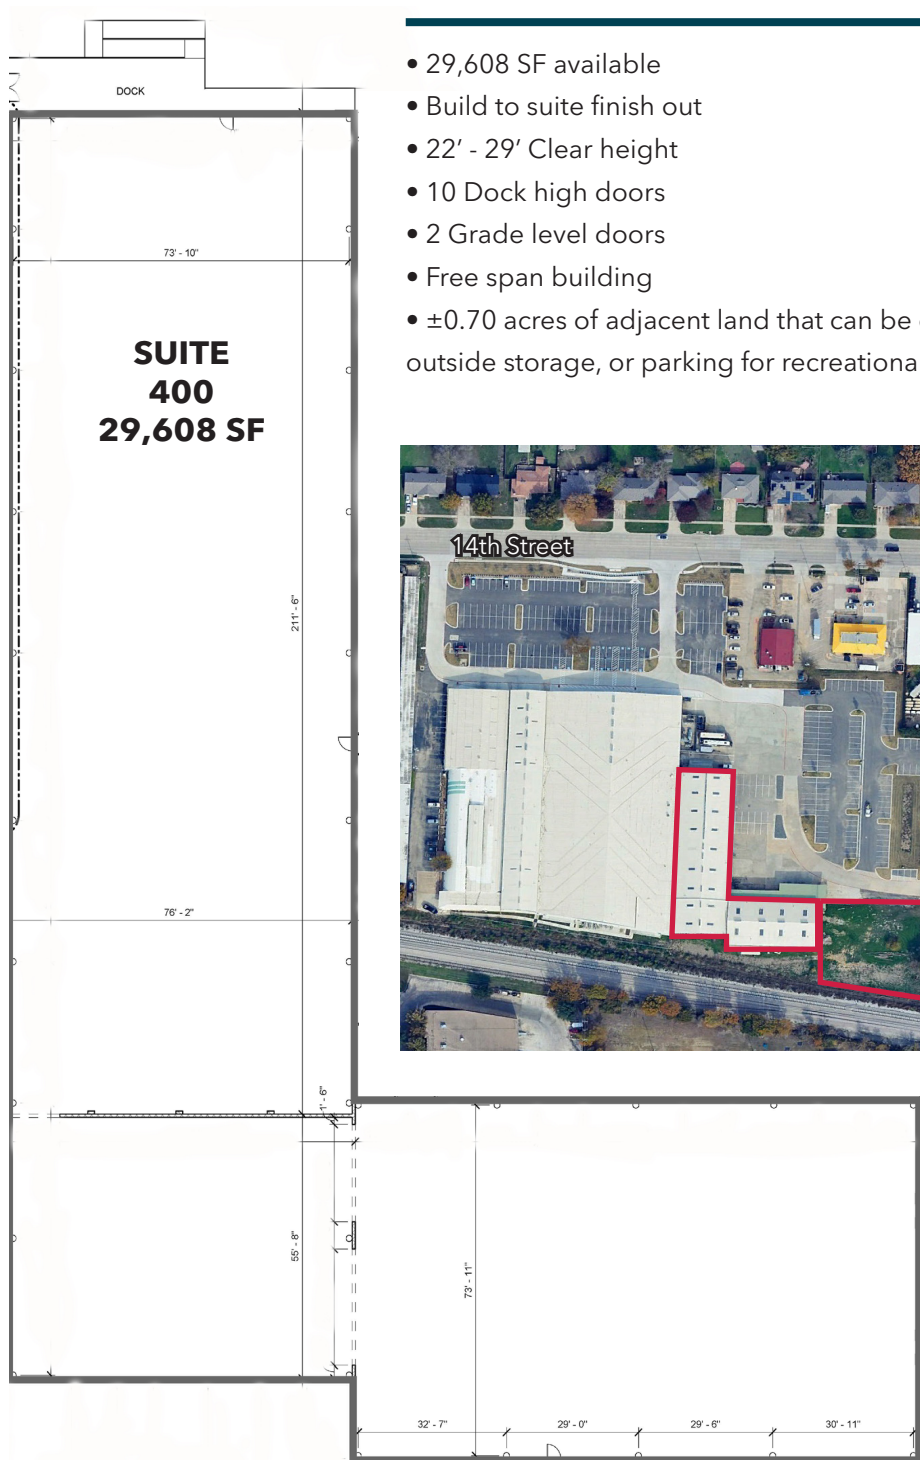 DOCK
• 29,608 SF available
• Build to suite finish out
• 22' - 29' Clear height
• 10 Dock high doors
• 2 Grade level doors
• Free span building
• ±0.70 acres of adjacent land that can be
outside storage, or parking for
73' - 10"
SUITE
400
29,608 SF
14th Street
211' - 6"
76' - 2"
1' - 6"
55' - 8"
73' - 11"
32' - 7"
29' - 0"
29' - 6"
30' - 11"